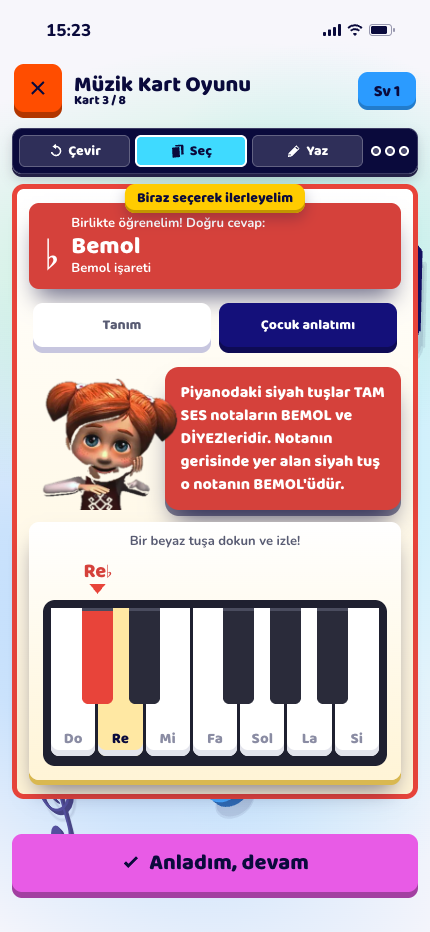 15:23
Müzik Kart Oyunu
Kart 3 / 8
Sv 1
Çevir
Seç
Yaz
Biraz seçerek ilerleyelim
Birlikte öğrenelim! Doğru cevap:
♭
Bemol
Bemol işareti
Tanım
Çocuk anlatımı
Piyanodaki siyah tuşlar TAM
SES notaların BEMOL ve
DİYEZleridir. Notanın
gerisinde yer alan siyah tuş
o notanın BEMOL'üdür.
Bir beyaz tuşa dokun ve izle!
Re♭
Do Re Mi Fa Sol La Si
Anladım, devam